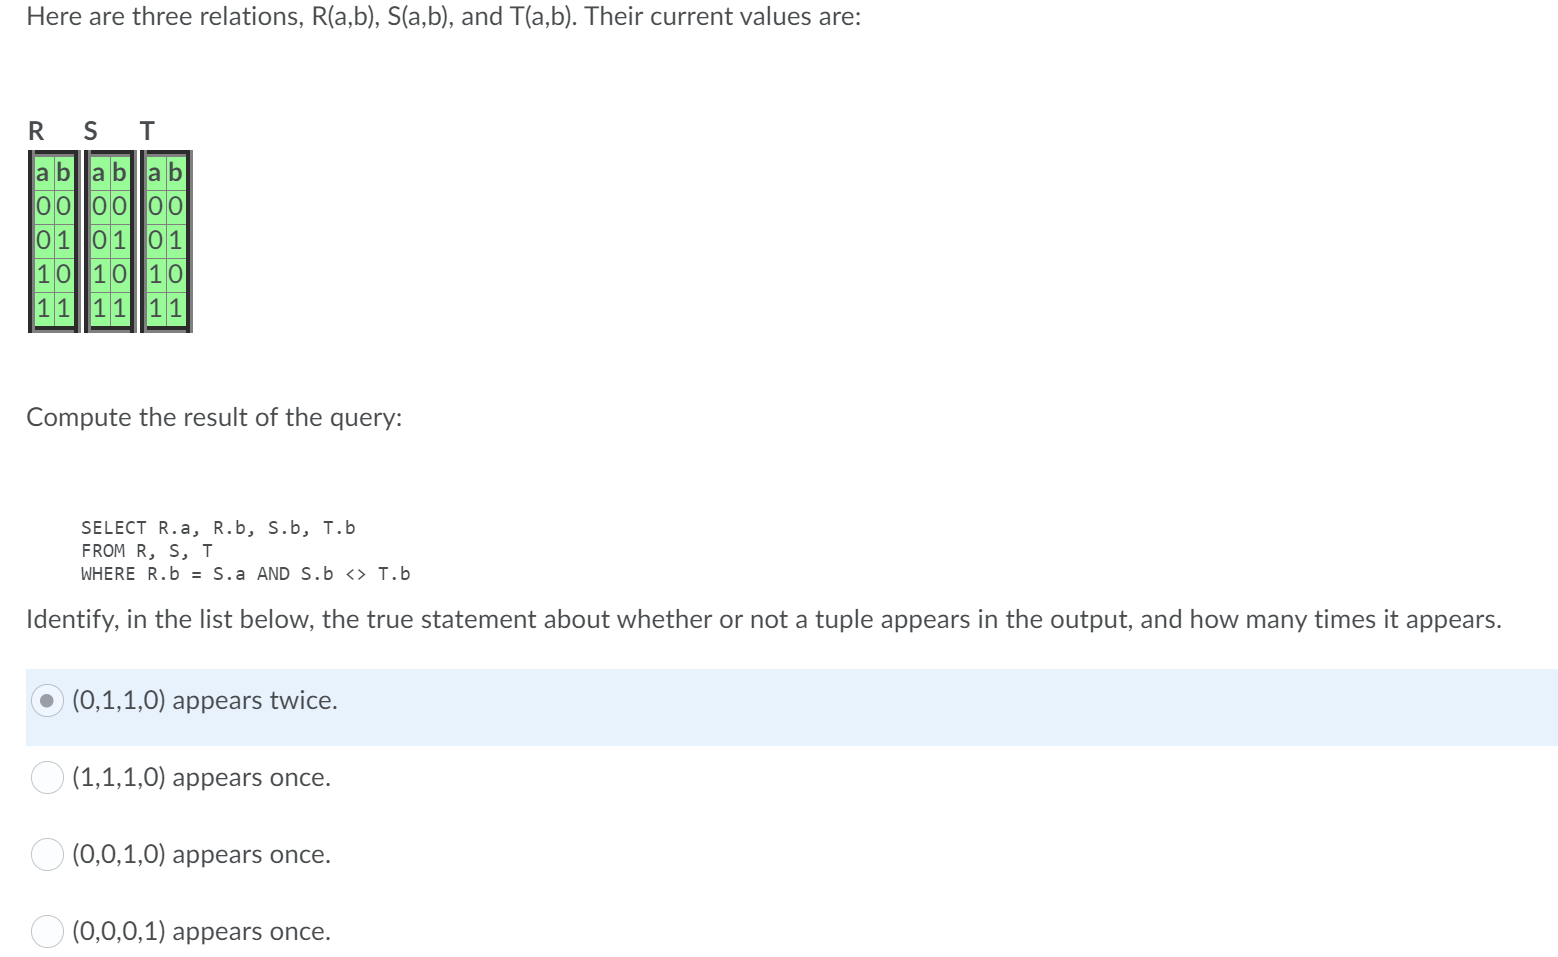 Here are three relations, R(a,b), S(a,b), and T(a,b). Their current values are:
R S T
a b a b a b
0 0 0 0 0 0
0 1 0 1 0 1
1 0 1 0 1 0
1 1 1 1 1 1
Compute the result of the query:
SELECT R.a, R.b, S.b, T.b
FROM R, S, T
WHERE R.b = S.a AND S.b <> T.b
Identify, in the list below, the true statement about whether or not a tuple appears in the output, and how many times it appears.
(0,1,1,0) appears twice.
(1,1,1,0) appears once.
(0,0,1,0) appears once.
(0,0,0,1) appears once.